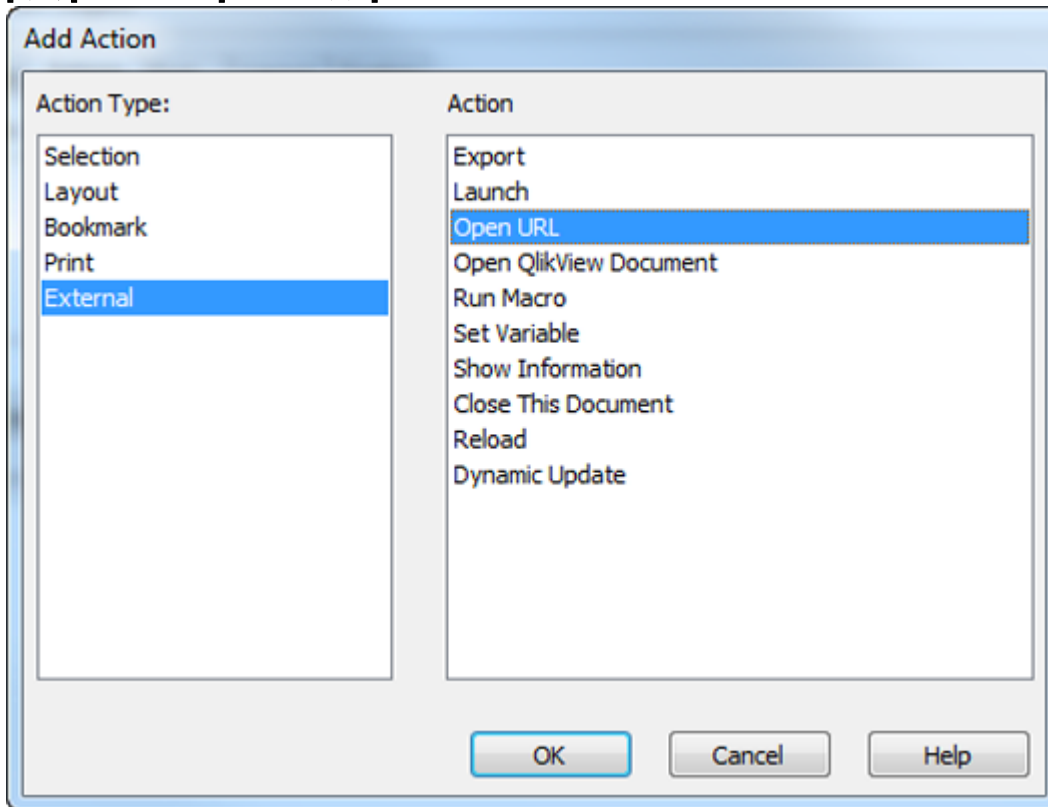 Add Action
Action Type:
Action
Selection
Layout
Bookmark
Print
External
Export
Launch
Open URL
Open QlikView Document
Run Macro
Set Variable
Show Information
Close This Document
Reload
Dynamic Update
OK
Cancel
Help